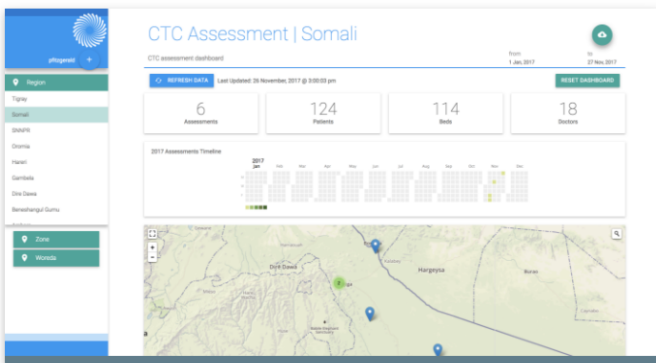 CTC Assessment | Somali
pfitzgerald +
CTC assessment dashboard
from
1 Jan, 2017
to
27 Nov, 2017
Region
REFRESH DATA Last Updated: 26 November, 2017 @ 3:00:03 pm
RESET DASHBOARD
Tigray
Somali
SNNPR
Oromia
Harari
Gambela
Dire Dawa
Beneshangul Gumu
6
Assessments
124
Patients
114
Beds
18
Doctors
2017 Assessments Timeline
2017
Jan Feb Mar Apr May Jun Jul Aug Sep Oct Nov Dec
Zone
Woreda
+
-
Dire Dawa
Hargeysa